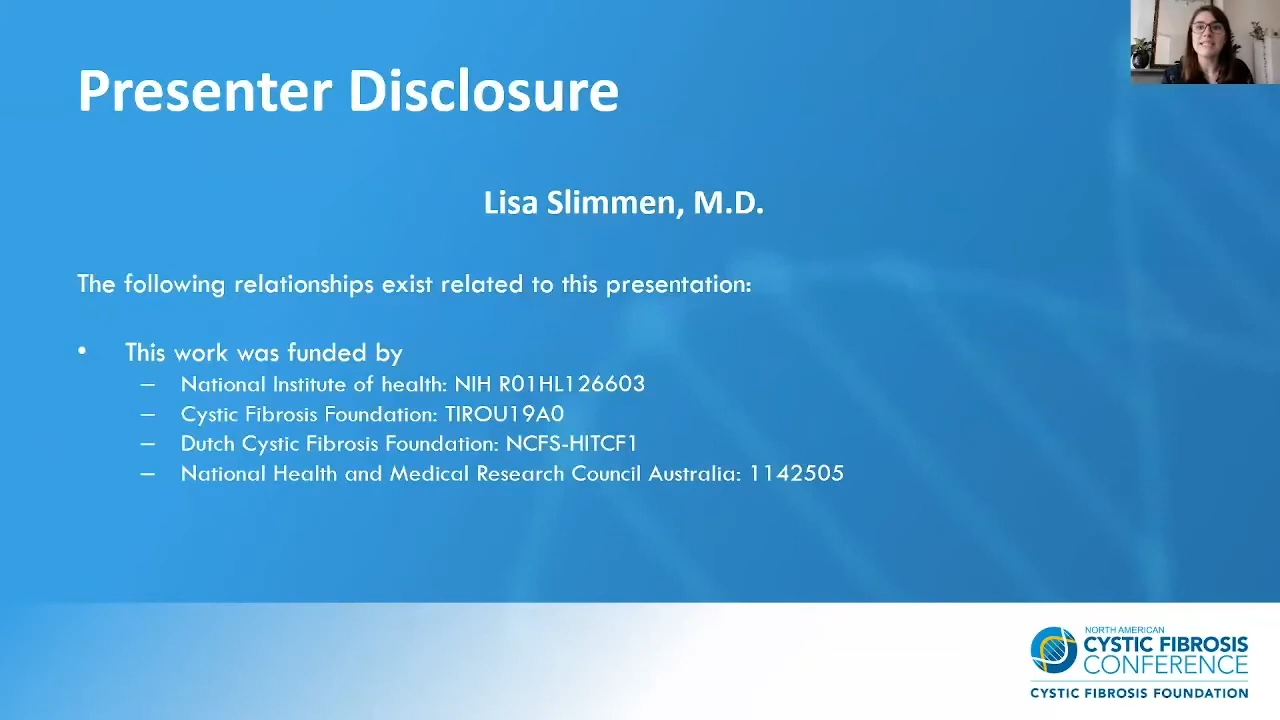 Presenter Disclosure
Lisa Slimmen, M.D.
The following relationships exist related to this presentation:
• This work was funded by
– National Institute of health: NIH R01HL126603
– Cystic Fibrosis Foundation: TIROU19A0
– Dutch Cystic Fibrosis Foundation: NCFS-HITCF1
– National Health and Medical Research Council Australia: 1142505
NORTH AMERICAN
CYSTIC FIBROSIS
CONFERENCE
CYSTIC FIBROSIS FOUNDATION